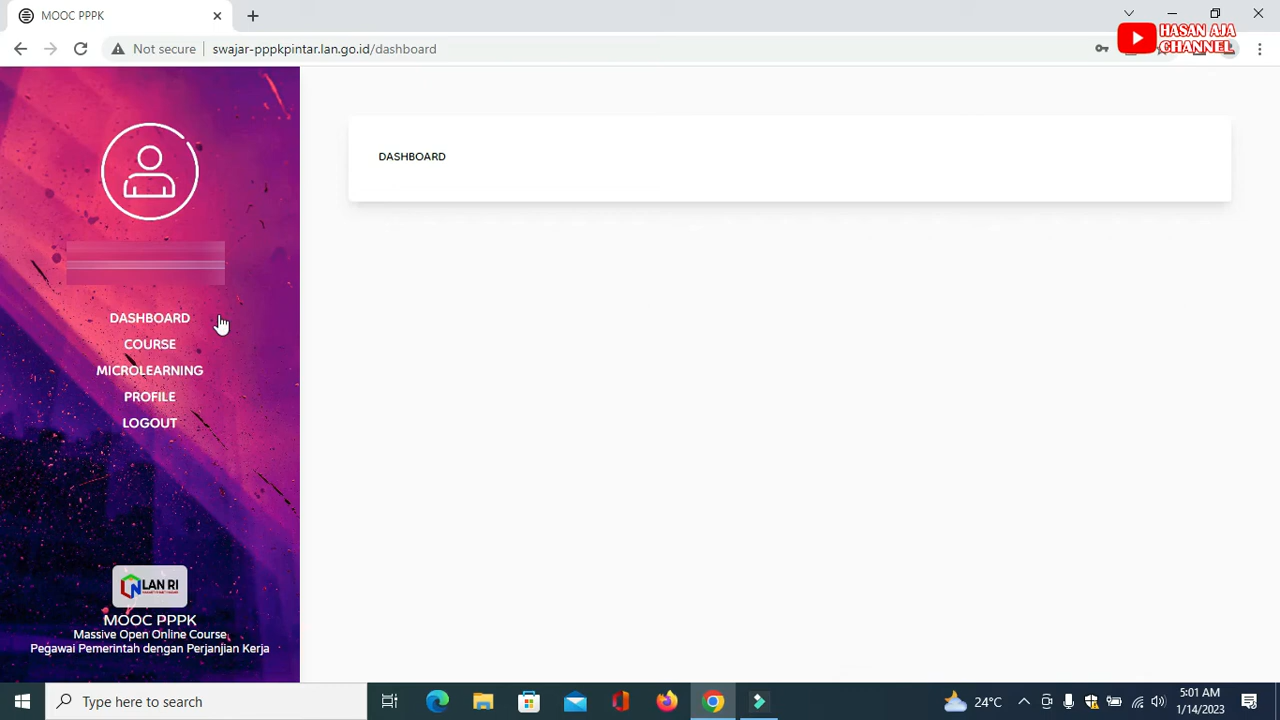 MOOC PPPK
HASAN AJA
CHANNEL
Not secure
swajar-pppkpintar.lan.go.id/dashboard
DASHBOARD
DASHBOARD
COURSE
MICROLEARNING
PROFILE
LOGOUT
LAN RI
MOOC PPPK
Massive Open Online Course
Pegawai Pemerintah dengan Perjanjian Kerja
Type here to search
24°C
5:01 AM
1/14/2023